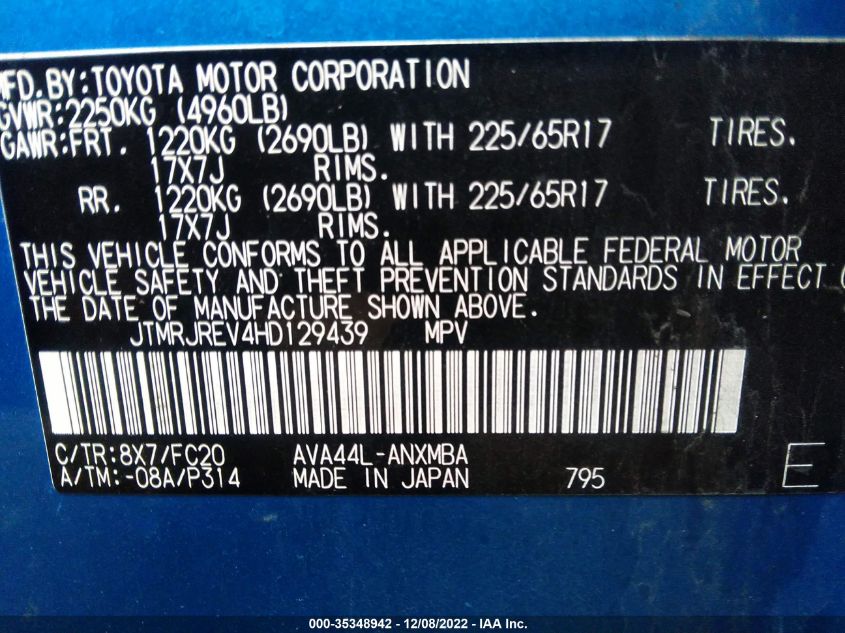 MFD.BY:TOYOTA MOTOR CORPORATION
GVWR:2250KG (4960LB)
GAWR:FRT. 1220KG (2690LB) WITH 225/65R17 TIRES.
17X7J RIMS.
RR. 1220KG (2690LB) WITH 225/65R17 TIRES.
17X7J RIMS.
THIS VEHICLE CONFORMS TO ALL APPLICABLE FEDERAL MOTOR
VEHICLE SAFETY AND THEFT PREVENTION STANDARDS IN EFFECT
THE DATE OF MANUFACTURE SHOWN ABOVE.
JTMRJREV4HD129439 MPV
C/TR:8X7/FC20 AVA44L-ANXMBA
A/TM:-08A/P314 MADE IN JAPAN 795 E
000-35348942 - 12/08/2022 - IAA Inc.